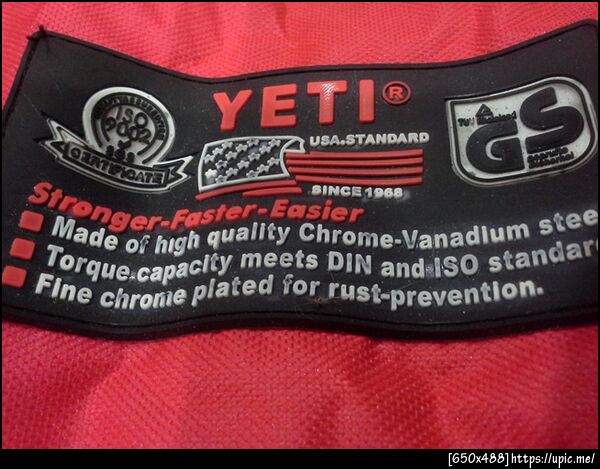 YETI®
ISO
9002
CERTIFICATE
USA.STANDARD
SINCE 1968
GS
Stronger-Faster-Easier
Made of high quality Chrome-Vanadium stee
Torque capacity meets DIN and ISO standar
Fine chrome plated for rust-prevention.
[650x488]https://upic.me/